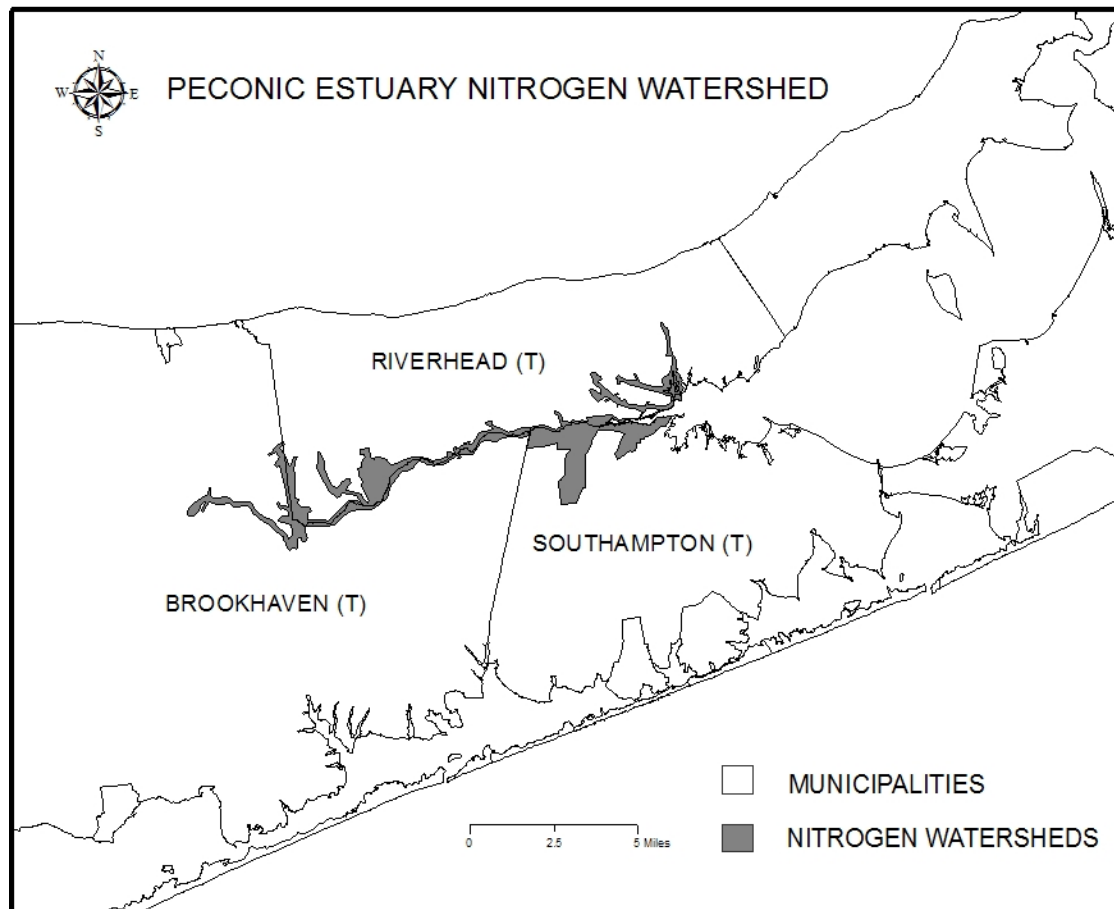 N
W E
S
PECONIC ESTUARY NITROGEN WATERSHED
RIVERHEAD (T)
SOUTHAMPTON (T)
BROOKHAVEN (T)
MUNICIPALITIES
NITROGEN WATERSHEDS
0 2.5 5 Miles